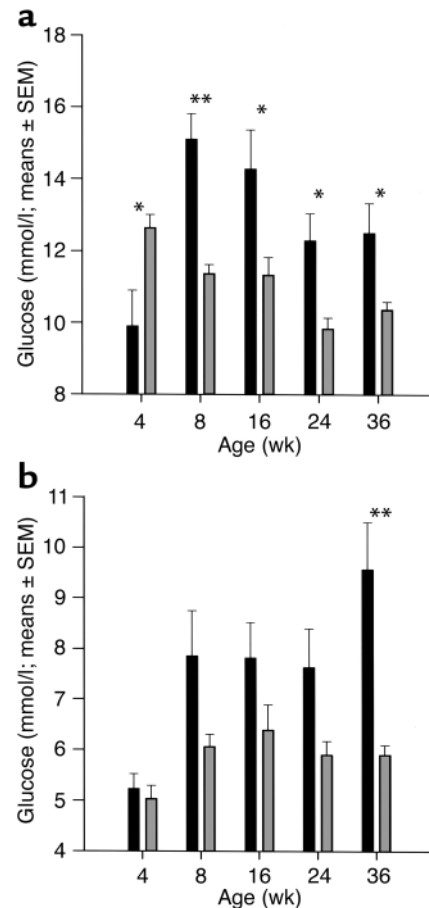 a
Glucose (mmol/l; means ± SEM)
18
16
14
12
10
8
*
**
*
*
*
4 8 16 24 36
Age (wk)
b
Glucose (mmol/l; means ± SEM)
11
10
9
8
7
6
5
4
**
4 8 16 24 36
Age (wk)